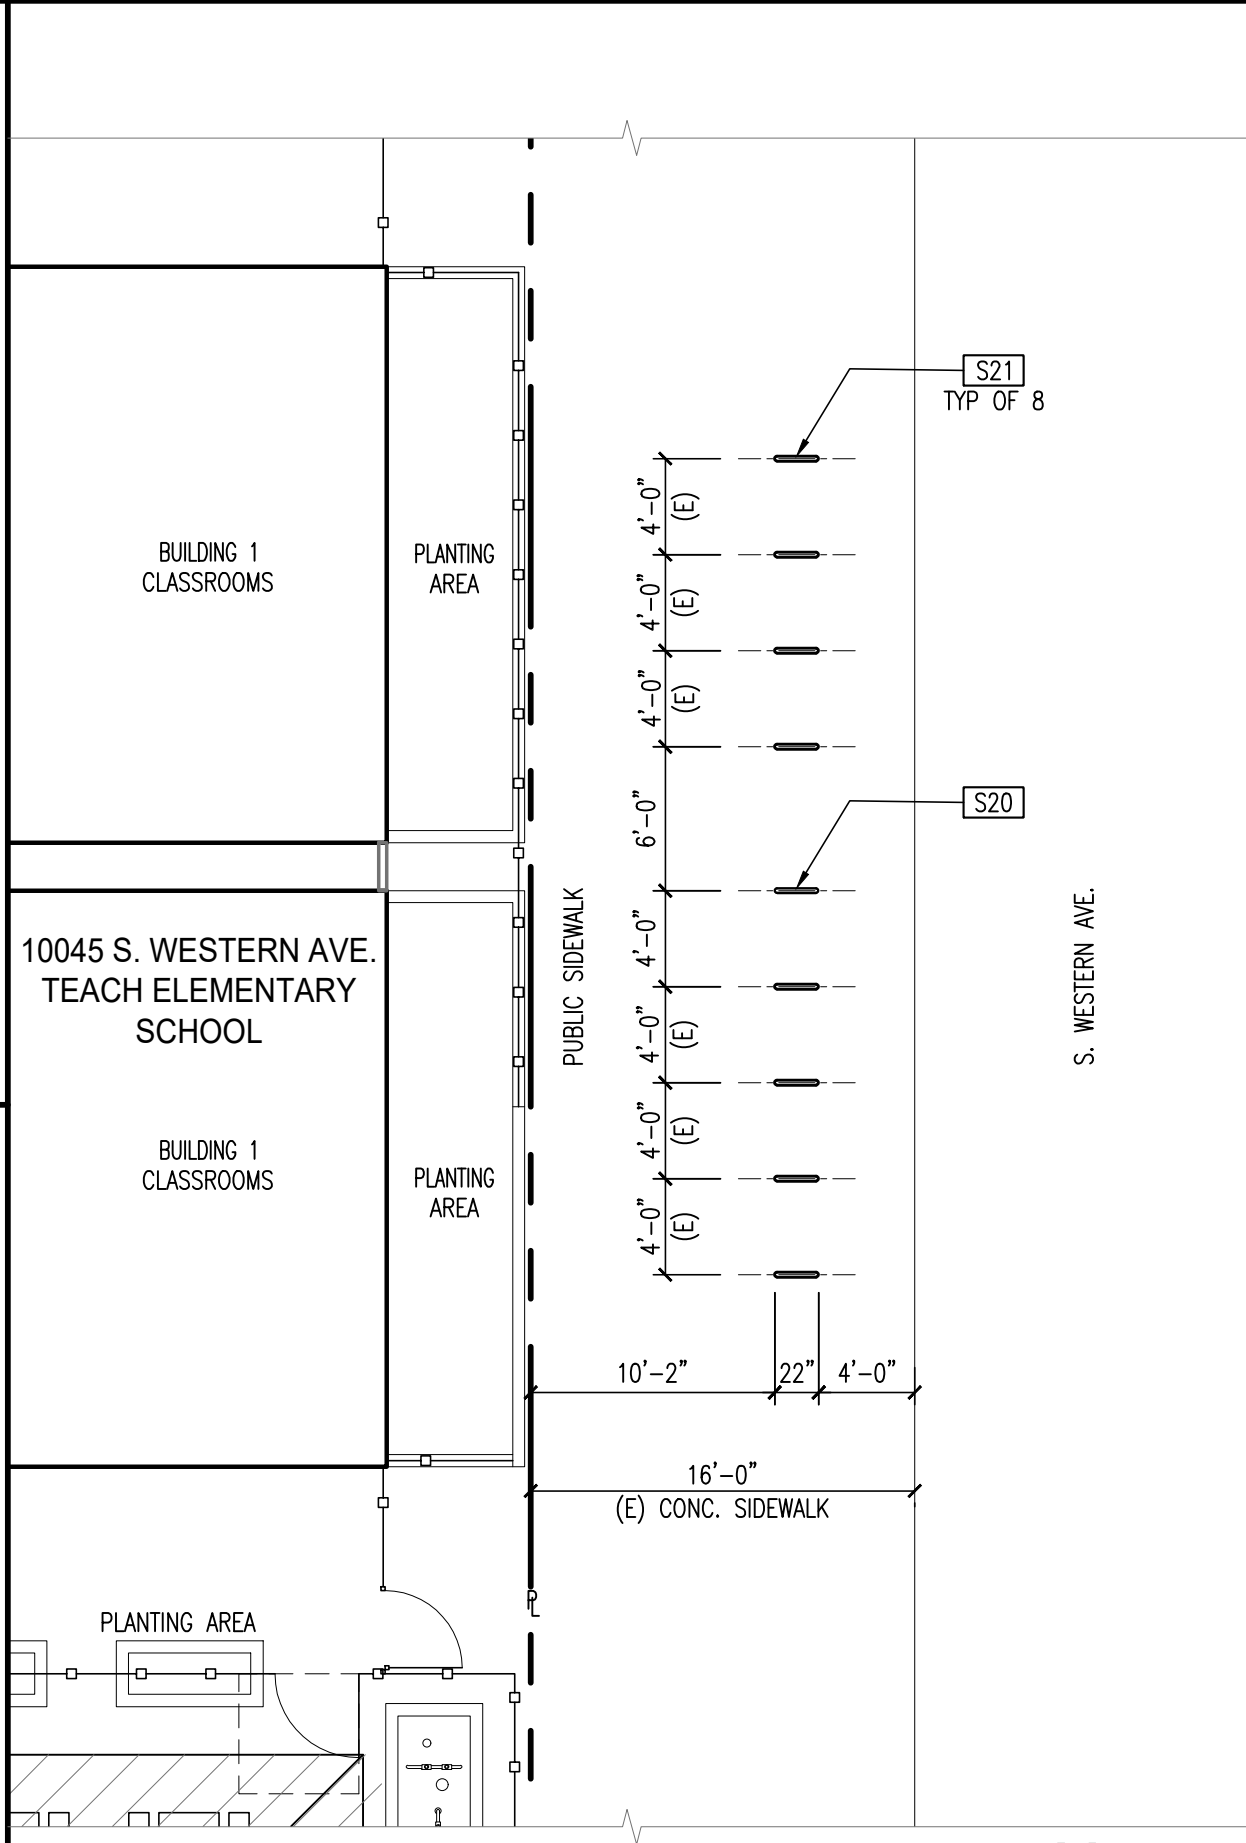 S21
TYP OF 8
4'-0"
(E)
BUILDING 1
CLASSROOMS
PLANTING
AREA
4'-0"
(E)
4'-0"
(E)
6'-0"
S20
10045 S. WESTERN AVE.
TEACH ELEMENTARY
SCHOOL
PUBLIC SIDEWALK
4'-0"
S. WESTERN AVE.
4'-0"
(E)
BUILDING 1
CLASSROOMS
PLANTING
AREA
4'-0"
(E)
4'-0"
(E)
10'-2"
22"
4'-0"
16'-0"
(E) CONC. SIDEWALK
PL
PLANTING AREA